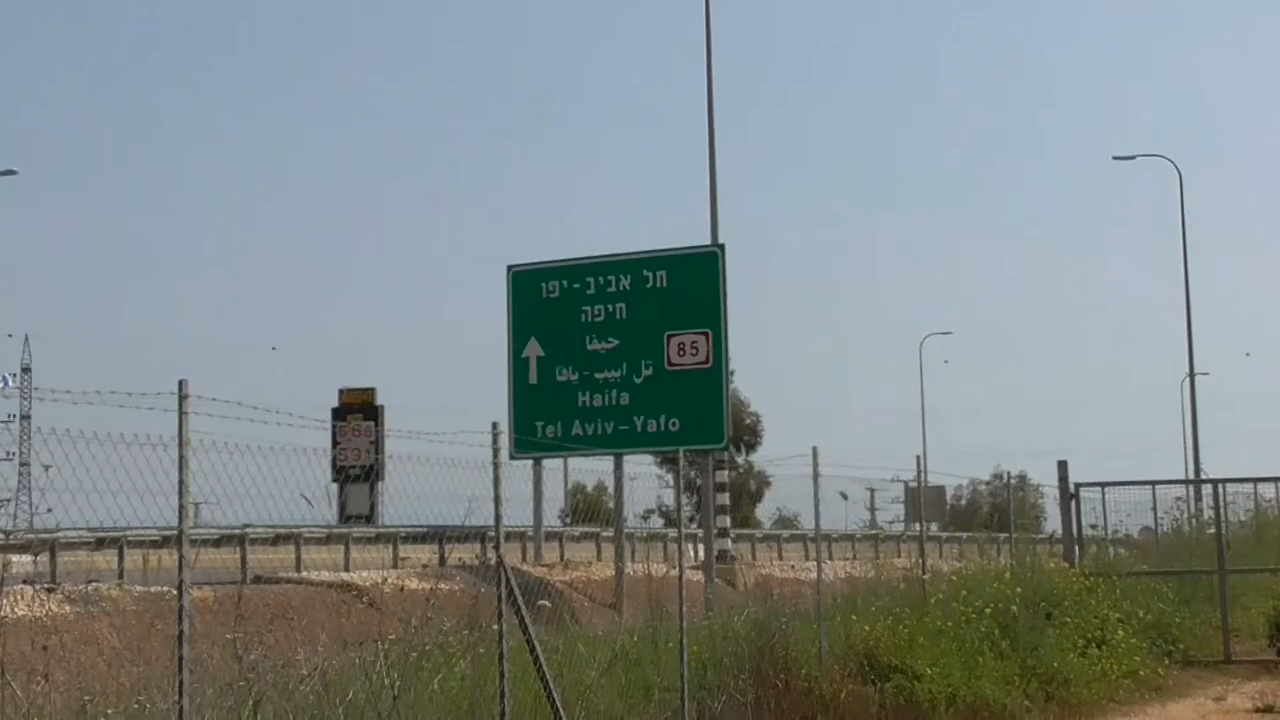 תל אביב-יפו
חיפה
حيفا
تل ابيب-يافا
85
Haifa
Tel Aviv-Yafo